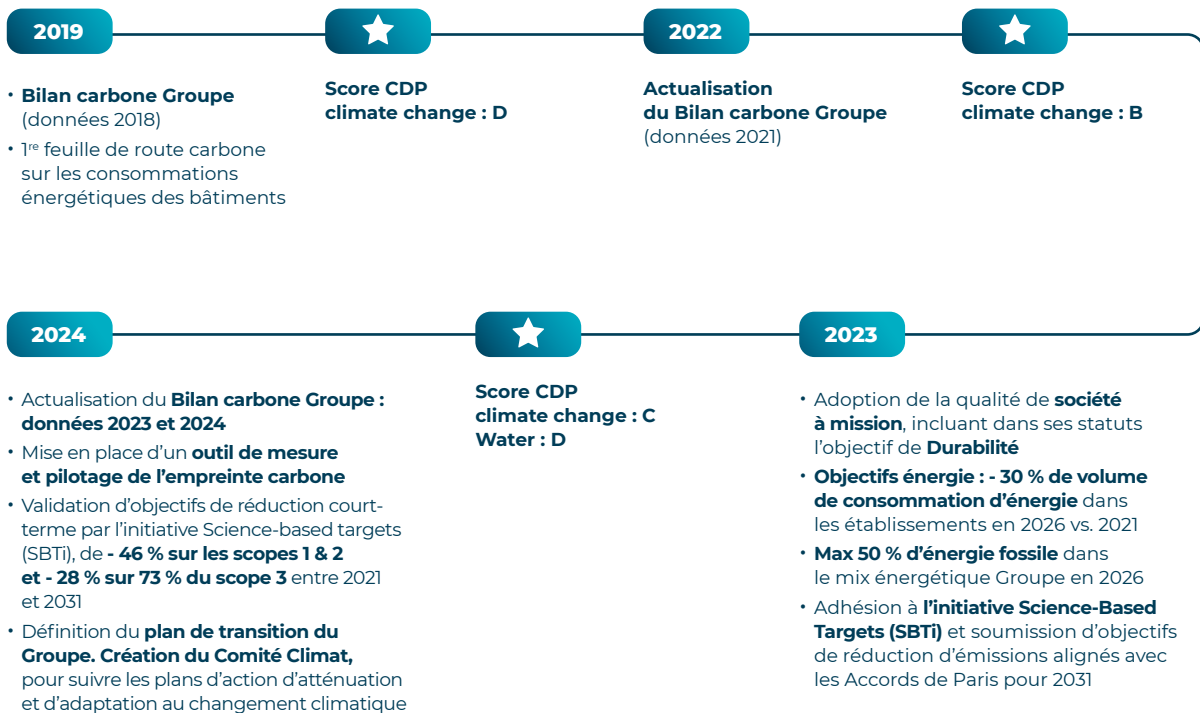 2019
• Bilan carbone Groupe
(données 2018)
• 1re feuille de route carbone
sur les consommations
énergétiques des bâtiments
Score CDP
climate change : D
2022
Actualisation
du Bilan carbone Groupe
(données 2021)
Score CDP
climate change : B
2023
• Adoption de la qualité de société
à mission, incluant dans ses statuts
l’objectif de Durabilité
• Objectifs énergie : - 30 % de volume
de consommation d’énergie dans
les établissements en 2026 vs. 2021
• Max 50 % d’énergie fossile dans
le mix énergétique Groupe en 2026
• Adhésion à l’initiative Science-Based
Targets (SBTi) et soumission d’objectifs
de réduction d’émissions alignés avec
les Accords de Paris pour 2031
Score CDP
climate change : C
Water : D
2024
• Actualisation du Bilan carbone Groupe :
données 2023 et 2024
• Mise en place d’un outil de mesure
et pilotage de l’empreinte carbone
• Validation d’objectifs de réduction court-
terme par l’initiative Science-based targets
(SBTi), de - 46 % sur les scopes 1 & 2
et - 28 % sur 73 % du scope 3 entre 2021
et 2031
• Définition du plan de transition du
Groupe. Création du Comité Climat,
pour suivre les plans d’action d’atténuation
et d’adaptation au changement climatique